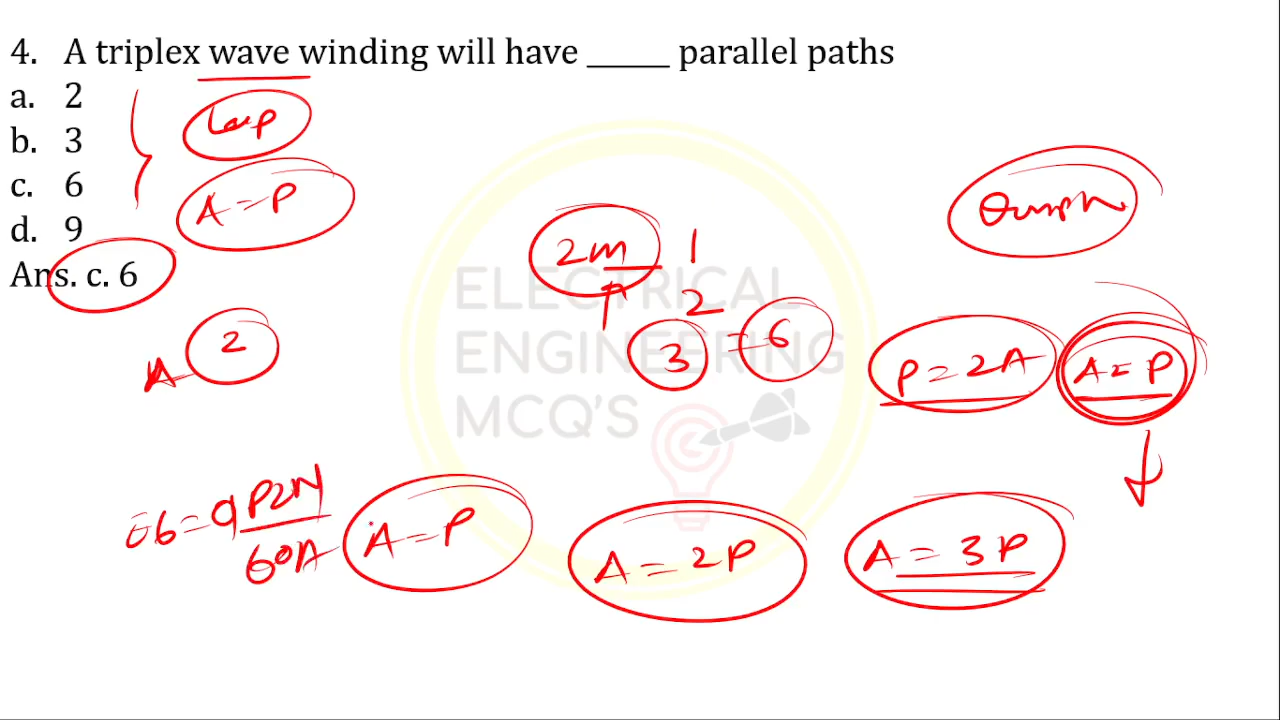 4. A triplex wave winding will have ______ parallel paths
a. 2
b. 3
c. 6
d. 9
Ans. c. 6
Lap
A = P
2m
1
2
3 = 6
P = 2A
A = P
A 2
60A
A = P
A = 2P
A = 3P
ELECTRICAL
ENGINEERING
MCQ'S